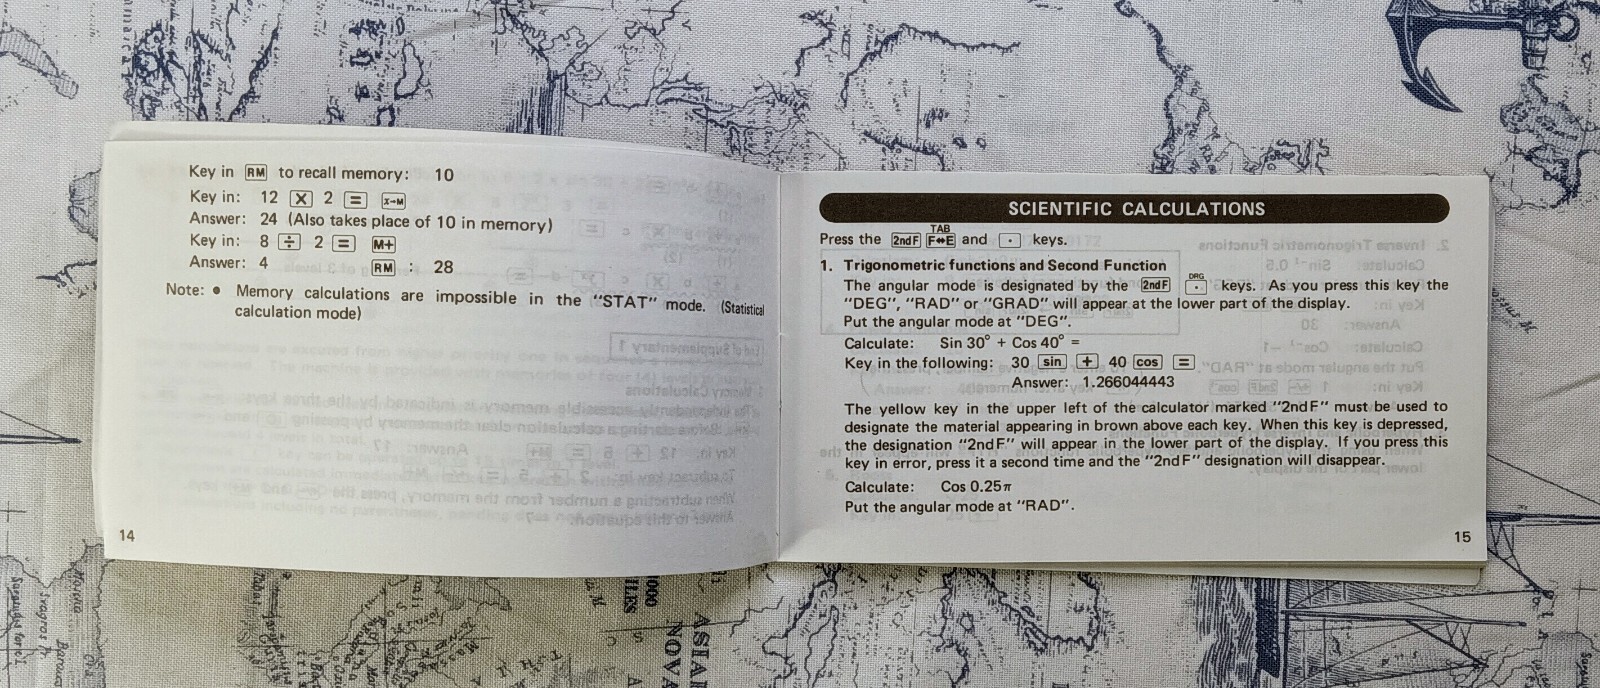 Key in RM to recall memory: 10
Key in: 12 X 2 = X→M
Answer: 24 (Also takes place of 10 in memory)
Key in: 8 ÷ 2 = M+
Answer: 4 RM : 28
Note: ● Memory calculations are impossible in the "STAT" mode. (Statistical
calculation mode)
14
SCIENTIFIC CALCULATIONS
TAB
Press the 2nd F F↔E and · keys.
1. Trigonometric functions and Second Function
DRG
The angular mode is designated by the 2nd F · keys. As you press this key the
"DEG", "RAD" or "GRAD" will appear at the lower part of the display.
Put the angular mode at "DEG".
Calculate: Sin 30° + Cos 40° =
Key in the following: 30 sin + 40 cos =
Answer: 1.266044443
The yellow key in the upper left of the calculator marked "2nd F" must be used to
designate the material appearing in brown above each key. When this key is depressed,
the designation "2nd F" will appear in the lower part of the display. If you press this
key in error, press it a second time and the "2nd F" designation will disappear.
Calculate: Cos 0.25π
Put the angular mode at "RAD".
15
ASIA
NOVA